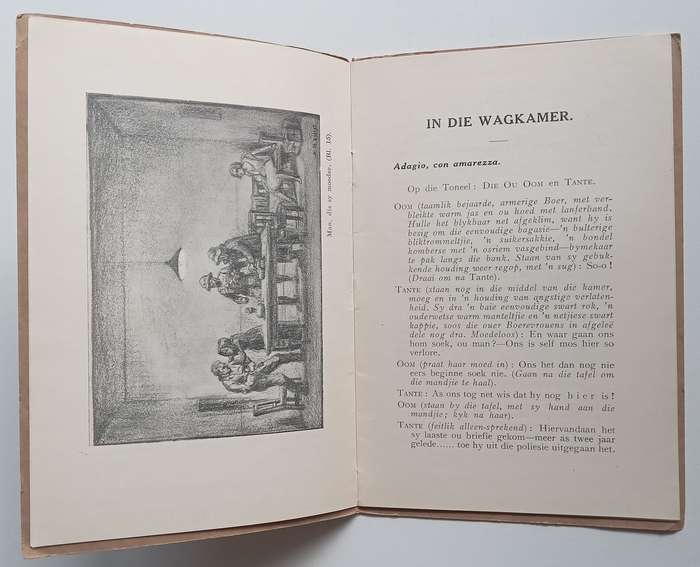 Man, dis sy moeder. (Bl. 15).
IN DIE WAGKAMER.
Adagio, con amarezza.
Op die Toneel: DIE OU OOM en TANTE.
OOM (taamlik bejaarde, armerige Boer, met ver-
bleikte warm jas en ou hoed met lanferband.
Hulle het blykbaar net afgeklim, want hy is
besig om die eenvoudige bagasie—'n bulterige
bliktrommeltjie, 'n suikersakkie, 'n bondel
komberse met 'n osriem vasgebind—bymekaar
te pak langs die bank. Staan van sy gebuk-
kende houding weer regop, met 'n sug): So-o!
(Draai om na Tante).
TANTE (staan nog in die middel van die kamer,
moeg en in 'n houding van angstige verlaten-
heid. Sy dra 'n baie eenvoudige swart rok, 'n
ouderwetse warm manteltjie en 'n netjiese swart
kappie, soos die ouer Boerevrouens in afgeleë
dele nog dra. Moedeloos): En waar gaan ons
hom soek, ou man?—Ons is self mos hier so
verlore.
OOM (praat haar moed in): Ons het dan nog nie
eers beginne soek nie. (Gaan na die tafel om
die mandjie te haal).
TANTE: As ons tog net wis dat hy nog hier is!
OOM (staan by die tafel, met sy hand aan die
mandjie; kyk na haar).
TANTE (feitlik alleen-sprekend): Hiervandaan het
sy laaste ou briefie gekom—meer as twee jaar
gelede...... toe hy uit die poliesie uitgegaan het.